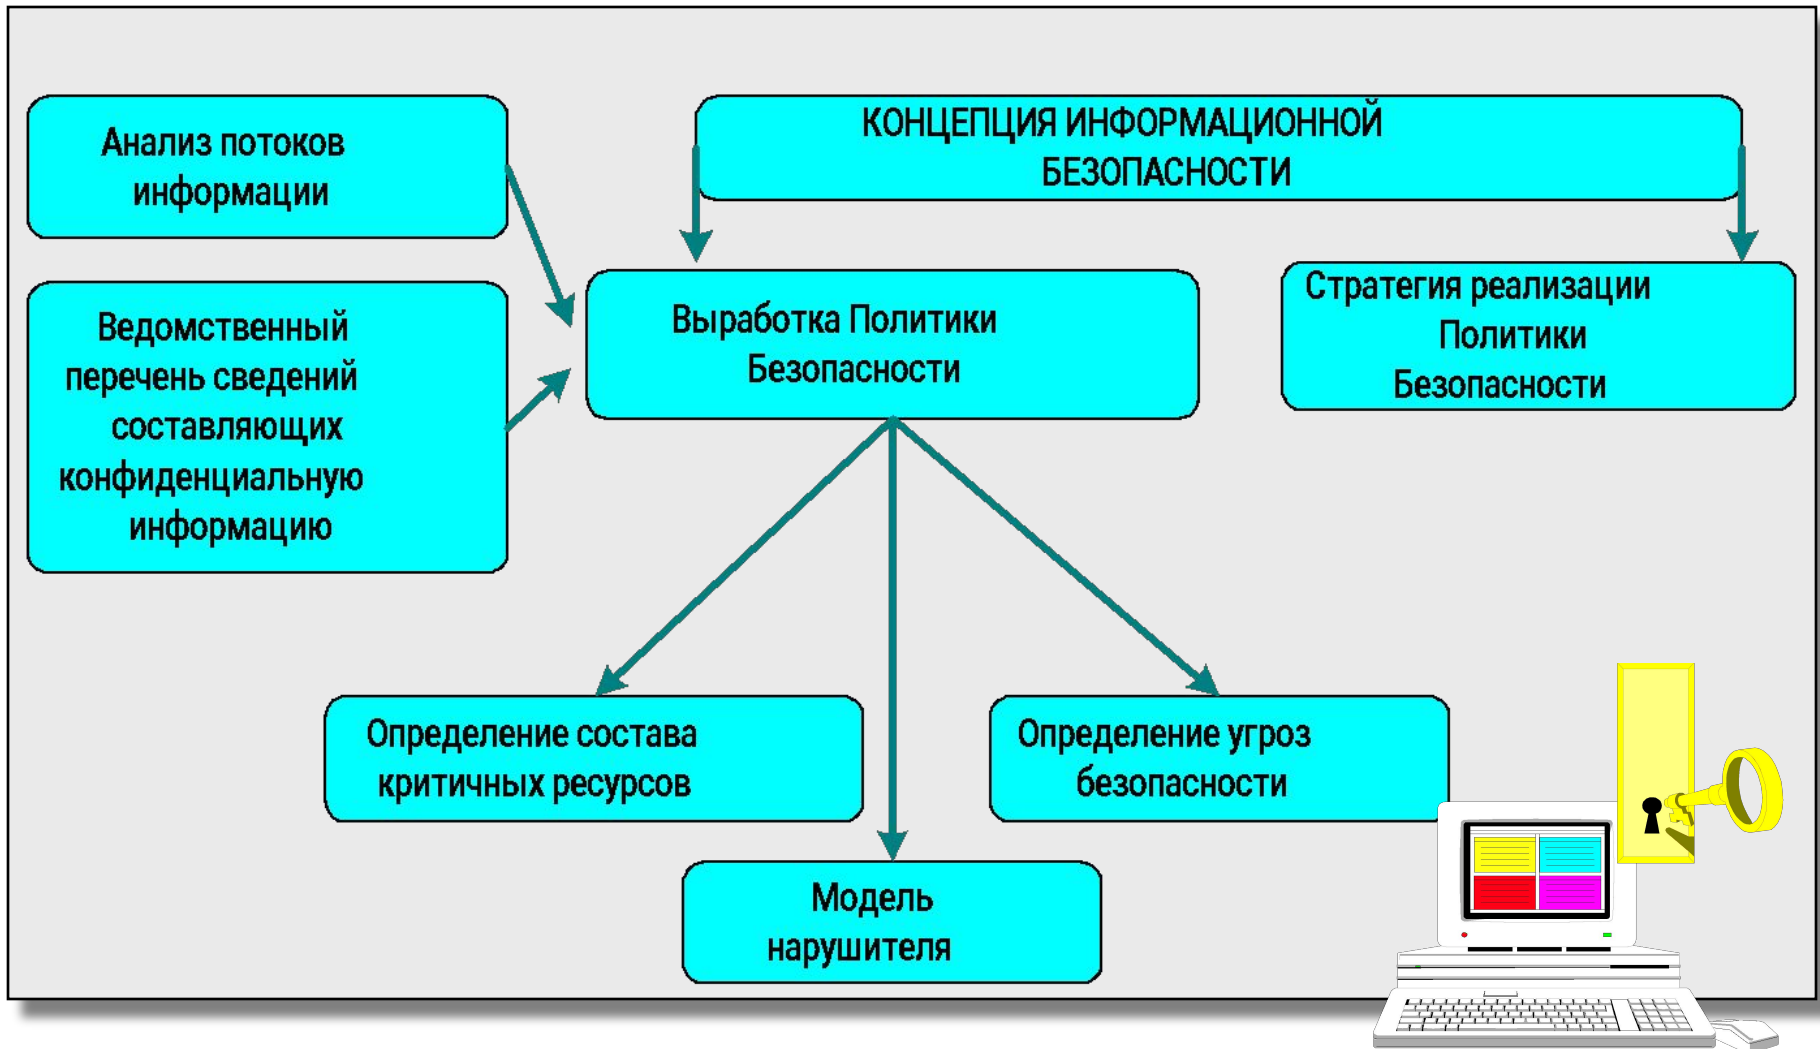 Анализ потоков
информации
КОНЦЕПЦИЯ ИНФОРМАЦИОННОЙ
БЕЗОПАСНОСТИ
Ведомственный
перечень сведений
составляющих
конфиденциальную
информацию
Выработка Политики
Безопасности
Стратегия реализации
Политики
Безопасности
Определение состава
критичных ресурсов
Определение угроз
безопасности
Модель
нарушителя